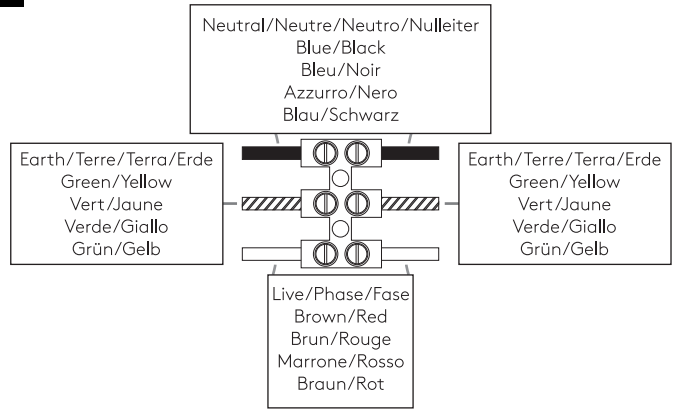 Neutral/Neutre/Neutro/Nulleiter
Blue/Black
Bleu/Noir
Azzurro/Nero
Blau/Schwarz
Earth/Terre/Terra/Erde
Green/Yellow
Vert/Jaune
Verde/Giallo
Grün/Gelb
Earth/Terre/Terra/Erde
Green/Yellow
Vert/Jaune
Verde/Giallo
Grün/Gelb
Live/Phase/Fase
Brown/Red
Brun/Rouge
Marrone/Rosso
Braun/Rot